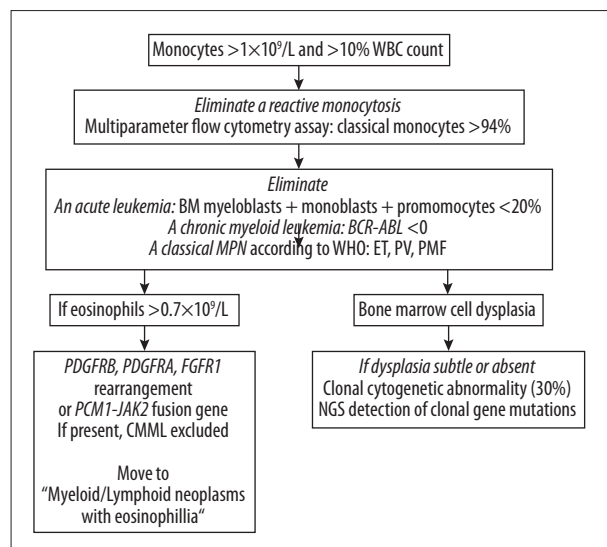 Monocytes >1×10⁹/L and >10% WBC count
Eliminate a reactive monocytosis
Multiparameter flow cytometry assay: classical monocytes >94%
Eliminate
An acute leukemia: BM myeloblasts + monoblasts + promomocytes <20%
A chronic myeloid leukemia: BCR-ABL <0
A classical MPN according to WHO: ET, PV, PMF
If eosinophils >0.7×10⁹/L
Bone marrow cell dysplasia
PDGFRB, PDGFRA, FGFR1
rearrangement
or PCM1-JAK2 fusion gene
If present, CMML excluded
Move to
“Myeloid/Lymphoid neoplasms
with eosinophillia“
If dysplasia subtle or absent
Clonal cytogenetic abnormality (30%)
NGS detection of clonal gene mutations